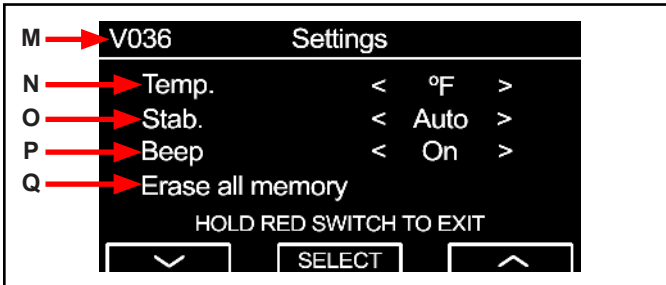 M V036 Settings
N Temp. < ºF >
O Stab. < Auto >
P Beep < On >
Q Erase all memory
HOLD RED SWITCH TO EXIT
SELECT